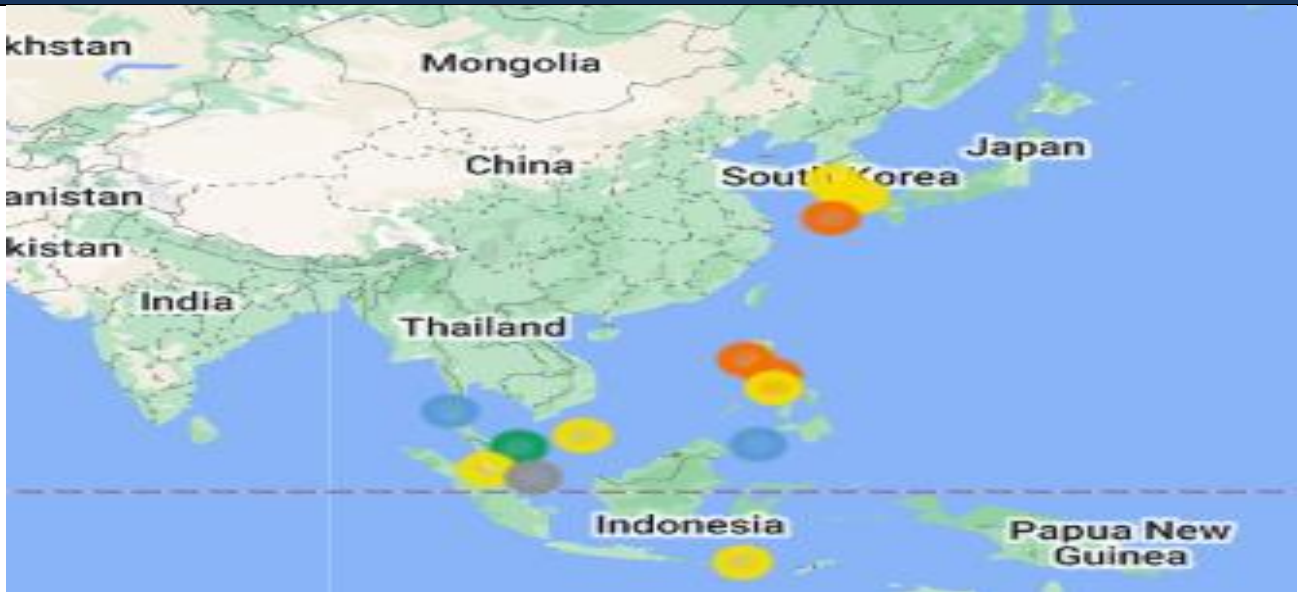 khstan
Mongolia
Japan
China
South Korea
anistan
kistan
India
Thailand
Indonesia
Papua New
Guinea